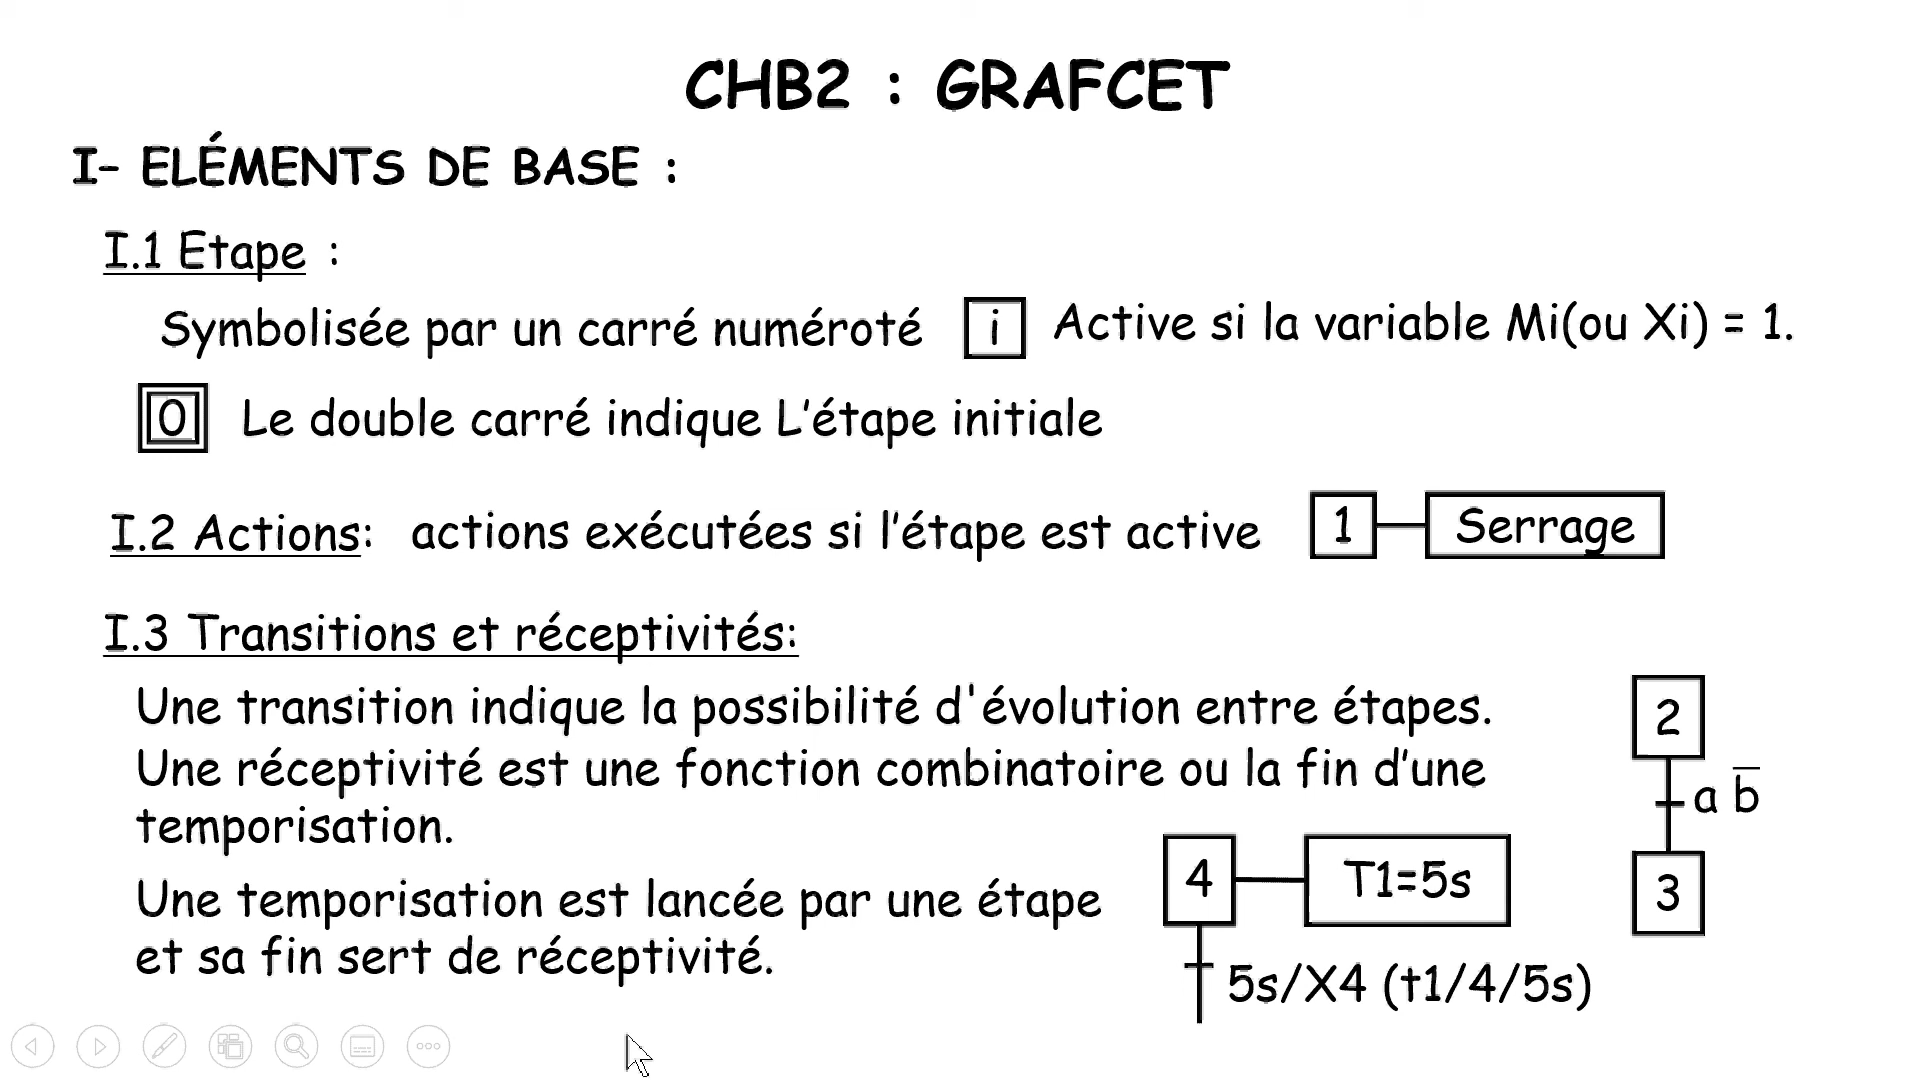 CHB2 : GRAFCET
I- ELÉMENTS DE BASE :
I.1 Etape :
Symbolisée par un carré numéroté i Active si la variable Mi(ou Xi) = 1.
0 Le double carré indique L’étape initiale
I.2 Actions: actions exécutées si l’étape est active 1 Serrage
I.3 Transitions et réceptivités:
Une transition indique la possibilité d'évolution entre étapes.
2
Une réceptivité est une fonction combinatoire ou la fin d’une
a b̅
temporisation.
4 T1=5s
3
Une temporisation est lancée par une étape
et sa fin sert de réceptivité.
5s/X4 (t1/4/5s)